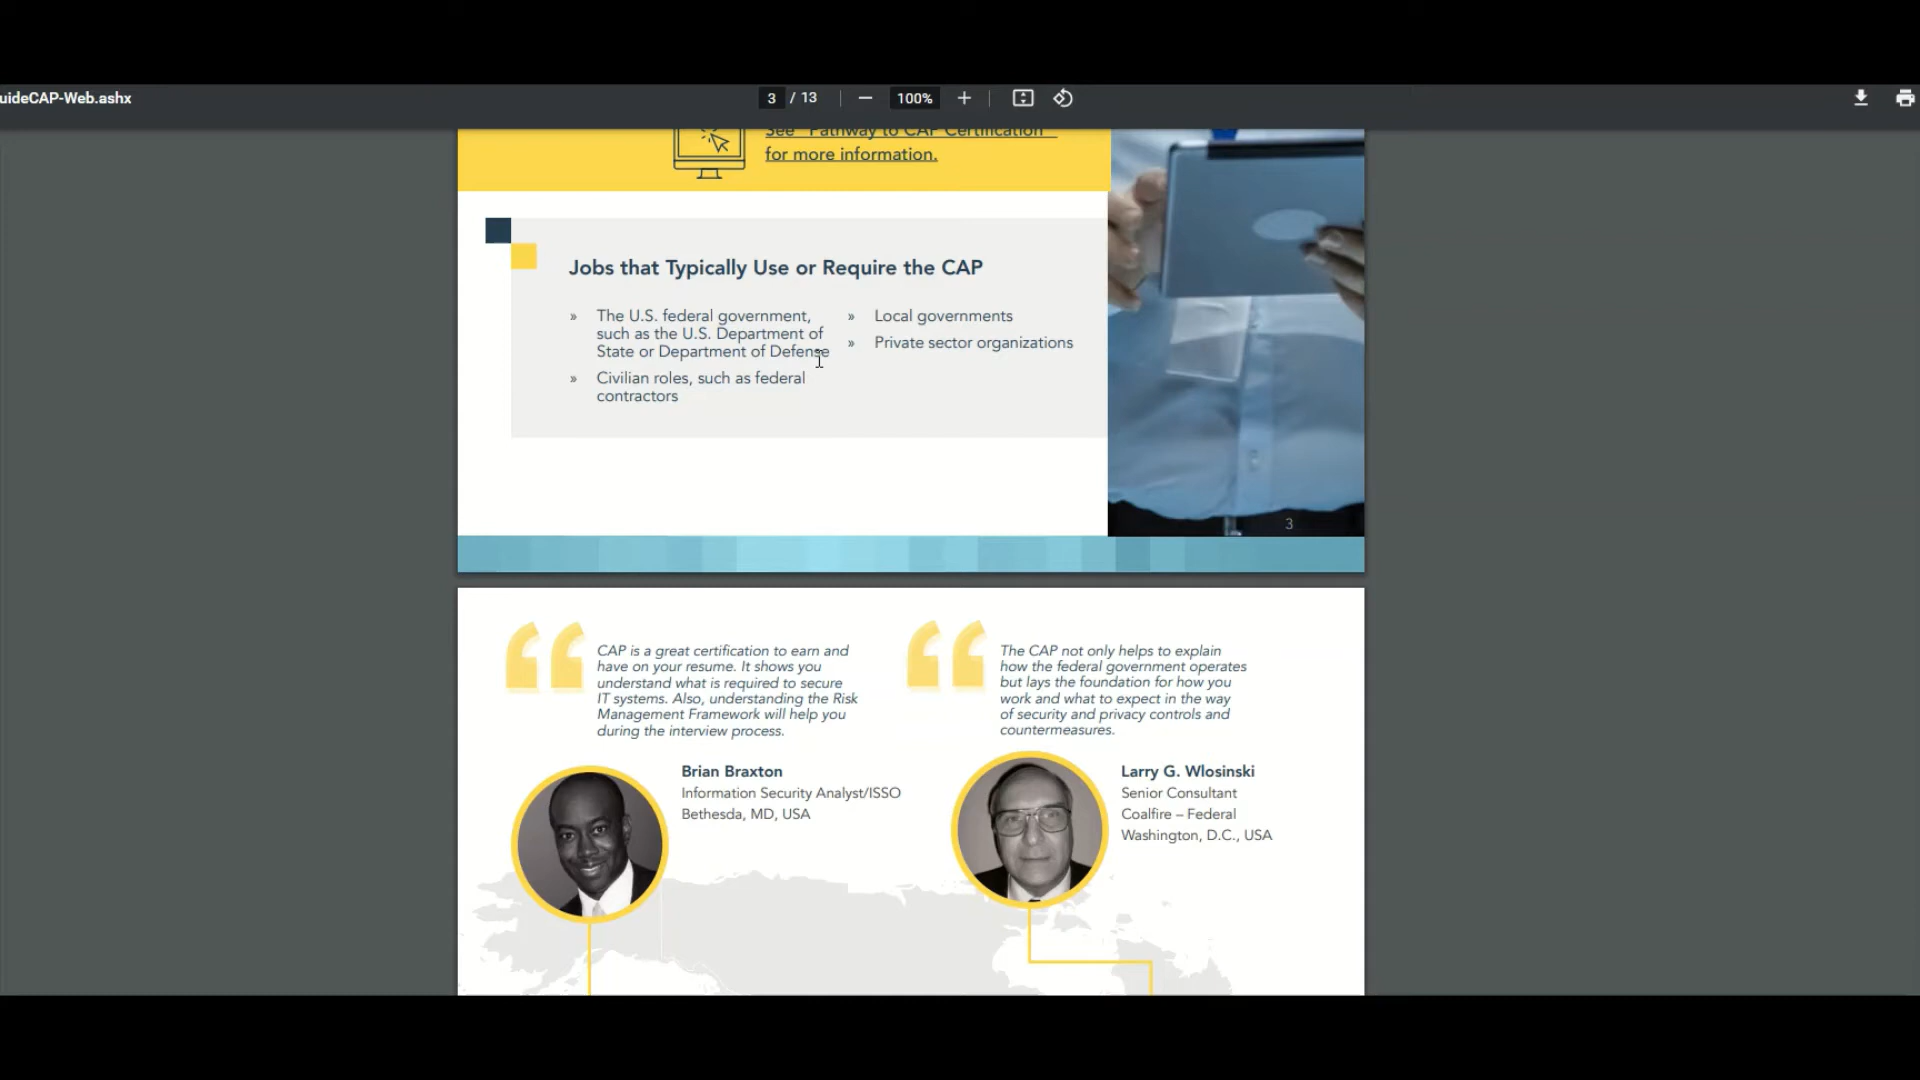 uideCAP-Web.ashx
3 / 13
100%
See "Pathway to CAP Certification"
for more information.
Jobs that Typically Use or Require the CAP
» The U.S. federal government,
such as the U.S. Department of
State or Department of Defense
» Civilian roles, such as federal
contractors
» Local governments
» Private sector organizations
3
CAP is a great certification to earn and
have on your resume. It shows you
understand what is required to secure
IT systems. Also, understanding the Risk
Management Framework will help you
during the interview process.
Brian Braxton
Information Security Analyst/ISSO
Bethesda, MD, USA
The CAP not only helps to explain
how the federal government operates
but lays the foundation for how you
work and what to expect in the way
of security and privacy controls and
countermeasures.
Larry G. Wlosinski
Senior Consultant
Coalfire – Federal
Washington, D.C., USA